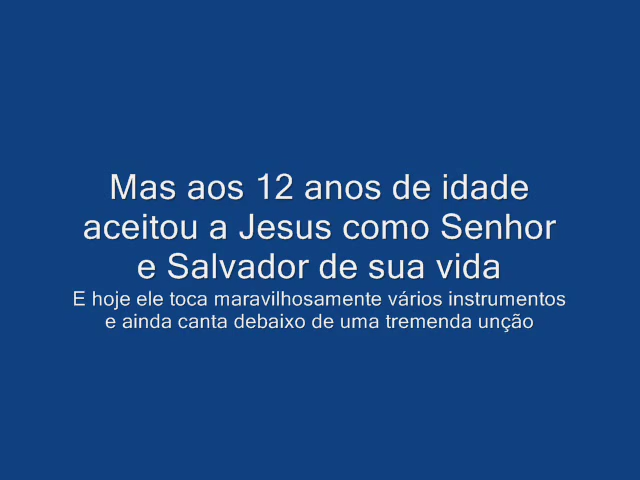 Mas aos 12 anos de idade
aceitou a Jesus como Senhor
e Salvador de sua vida
E hoje ele toca maravilhosamente vários instrumentos
e ainda canta debaixo de uma tremenda unção